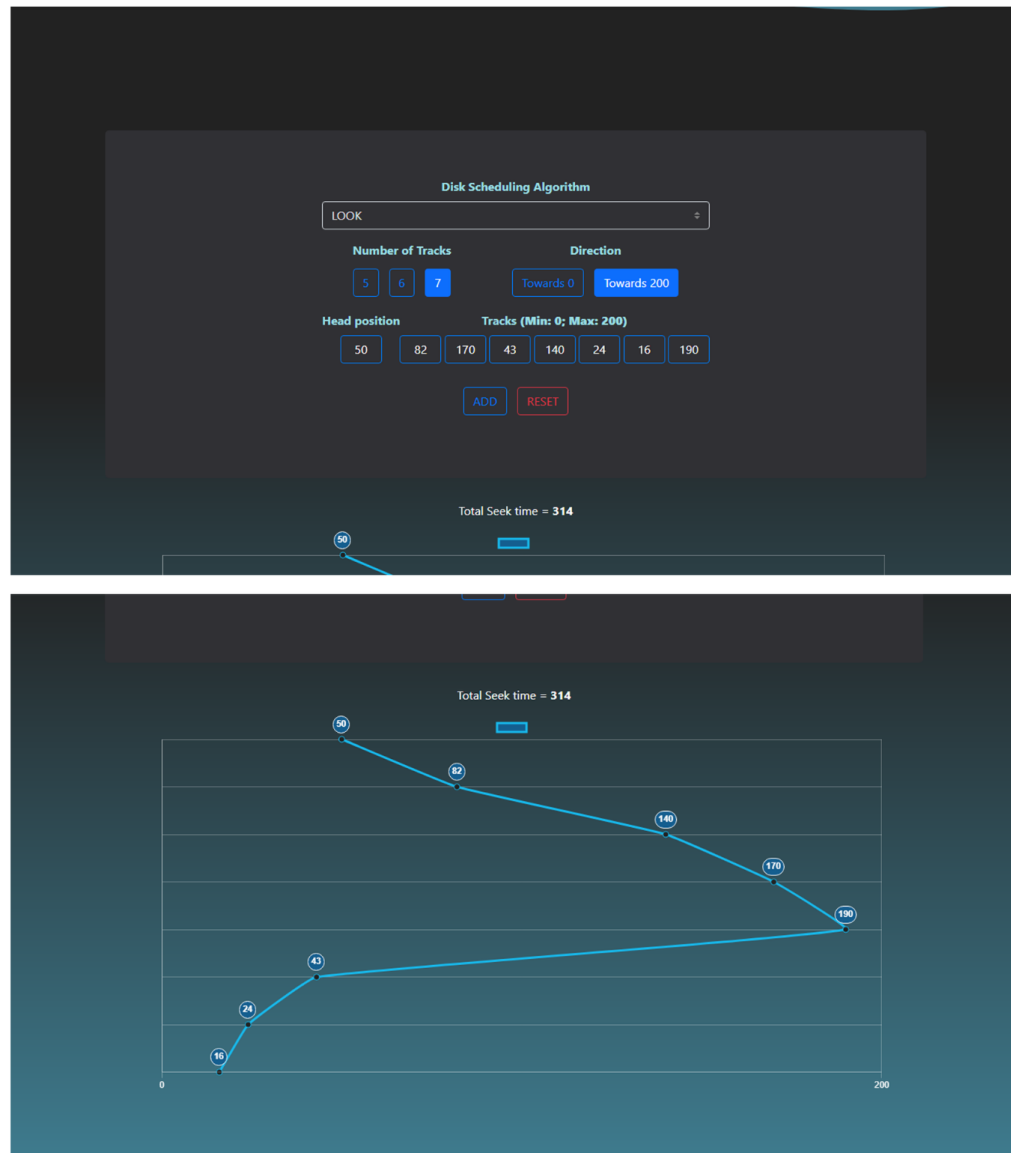 Disk Scheduling Algorithm
LOOK
Number of Tracks Direction
5 6 7 Towards 0 Towards 200
Head position Tracks (Min: 0; Max: 200)
50 82 170 43 140 24 16 190
ADD RESET
Total Seek time = 314
50
Total Seek time = 314
50
82
140
170
190
43
24
16
0 200